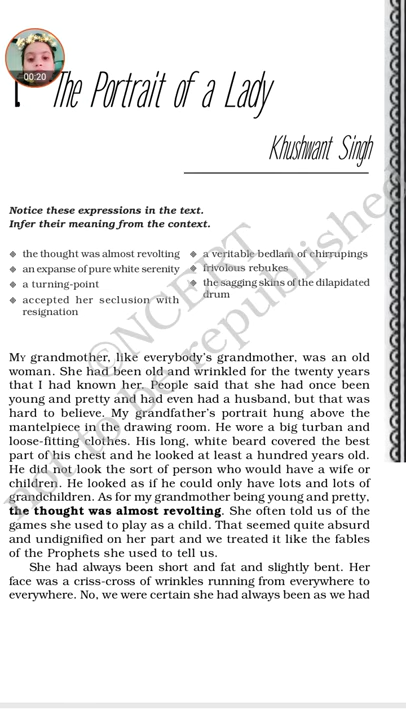 00:20
1. The Portrait of a Lady
Khushwant Singh
Notice these expressions in the text.
Infer their meaning from the context.
❖ the thought was almost revolting
❖ an expanse of pure white serenity
❖ a turning-point
❖ accepted her seclusion with
resignation
❖ a veritable bedlam of chirrupings
❖ frivolous rebukes
❖ the sagging skins of the dilapidated
drum
MY grandmother, like everybody's grandmother, was an old
woman. She had been old and wrinkled for the twenty years
that I had known her. People said that she had once been
young and pretty and had even had a husband, but that was
hard to believe. My grandfather's portrait hung above the
mantelpiece in the drawing room. He wore a big turban and
loose-fitting clothes. His long, white beard covered the best
part of his chest and he looked at least a hundred years old.
He did not look the sort of person who would have a wife or
children. He looked as if he could only have lots and lots of
grandchildren. As for my grandmother being young and pretty,
the thought was almost revolting. She often told us of the
games she used to play as a child. That seemed quite absurd
and undignified on her part and we treated it like the fables
of the Prophets she used to tell us.
She had always been short and fat and slightly bent. Her
face was a criss-cross of wrinkles running from everywhere to
everywhere. No, we were certain she had always been as we had
©NCERT
not to be republished